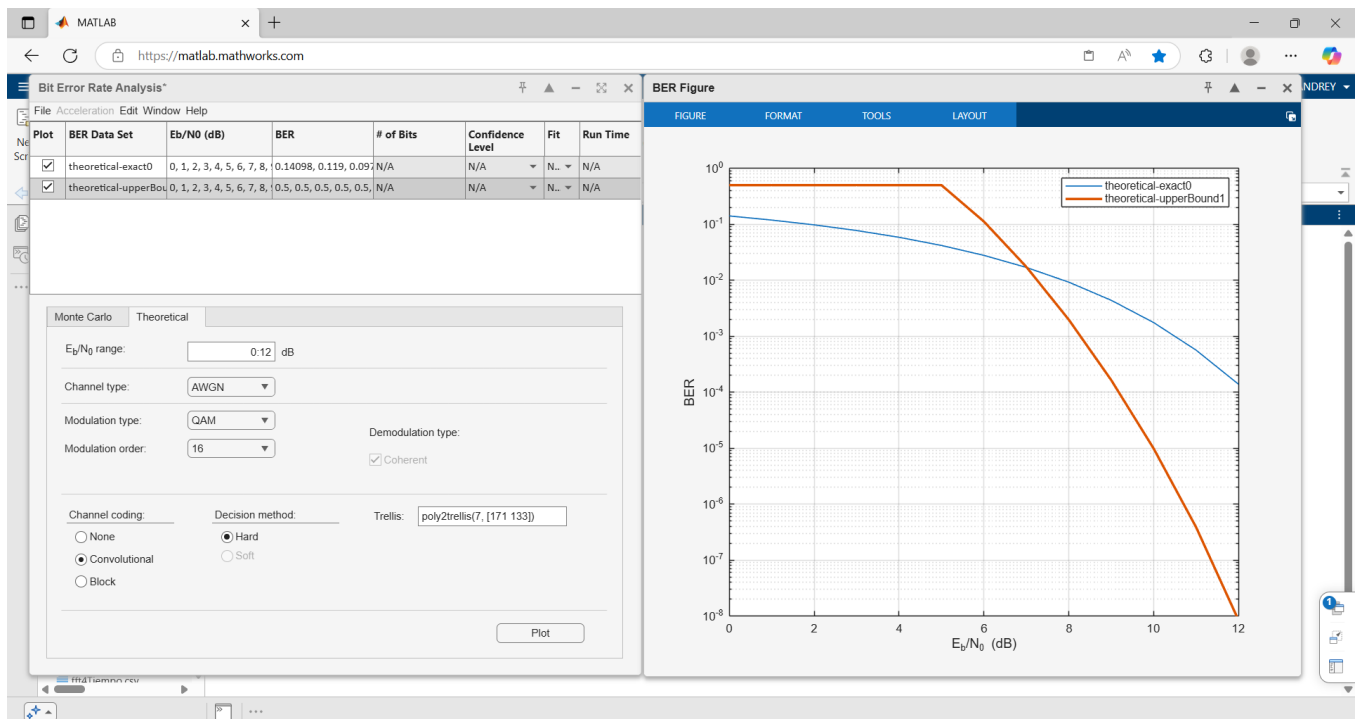 MATLAB
https://matlab.mathworks.com
Bit Error Rate Analysis*
File Acceleration Edit Window Help
Plot BER Data Set Eb/N0 (dB) BER # of Bits Confidence Level Fit Run Time
theoretical-exact0 0, 1, 2, 3, 4, 5, 6, 7, 8, 0.14098, 0.119, 0.097 N/A N/A N... N/A
theoretical-upperBou 0, 1, 2, 3, 4, 5, 6, 7, 8, 0.5, 0.5, 0.5, 0.5, 0.5, N/A N/A N... N/A
Monte Carlo Theoretical
Eb/N0 range: 0:12 dB
Channel type: AWGN
Modulation type: QAM
Demodulation type:
Modulation order: 16
Coherent
Channel coding: Decision method: Trellis: poly2trellis(7, [171 133])
None Hard
Convolutional Soft
Block
Plot
fft4Tiempo.csv
BER Figure
NDREY
FIGURE FORMAT TOOLS LAYOUT
theoretical-exact0
theoretical-upperBound1
10^0
10^-1
10^-2
10^-3
10^-4
10^-5
10^-6
10^-7
10^-8
BER
0 2 4 6 8 10 12
Eb/N0 (dB)
Ne
Scr
1